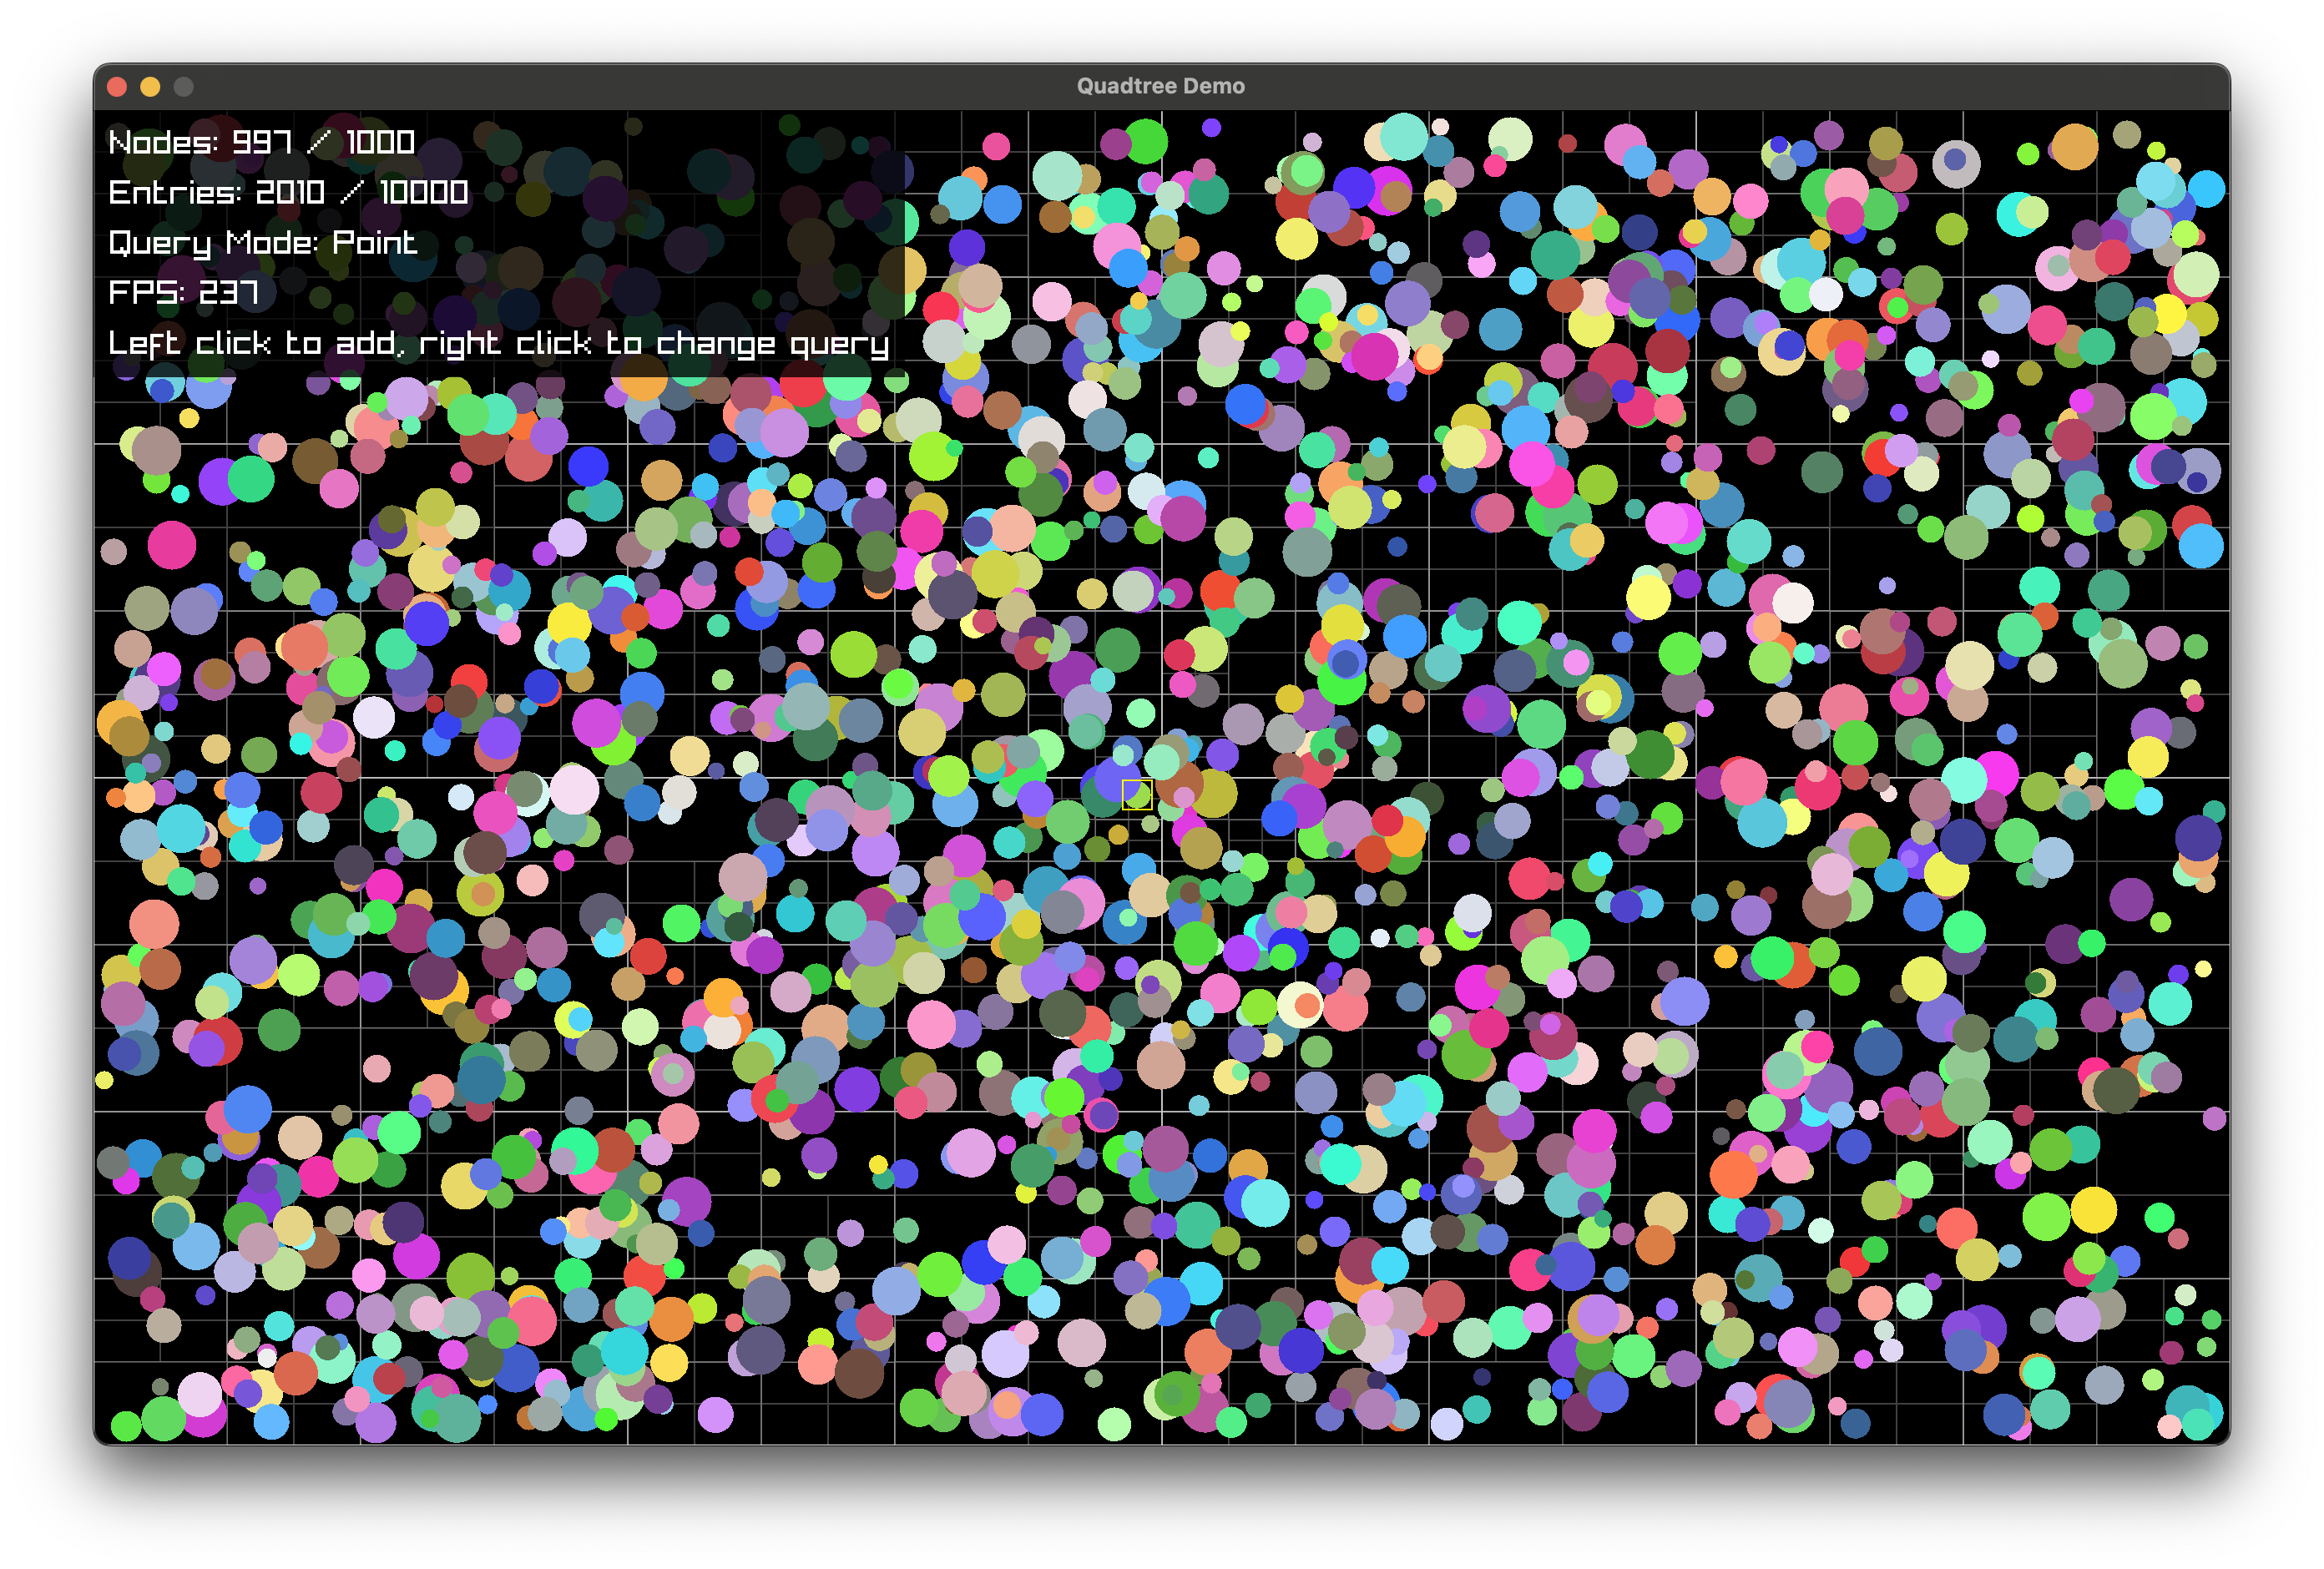 Quadtree Demo
Nodes: 997 / 1000
Entries: 2010 / 10000
Query Mode: Point
FPS: 237
Left click to add, right click to change query